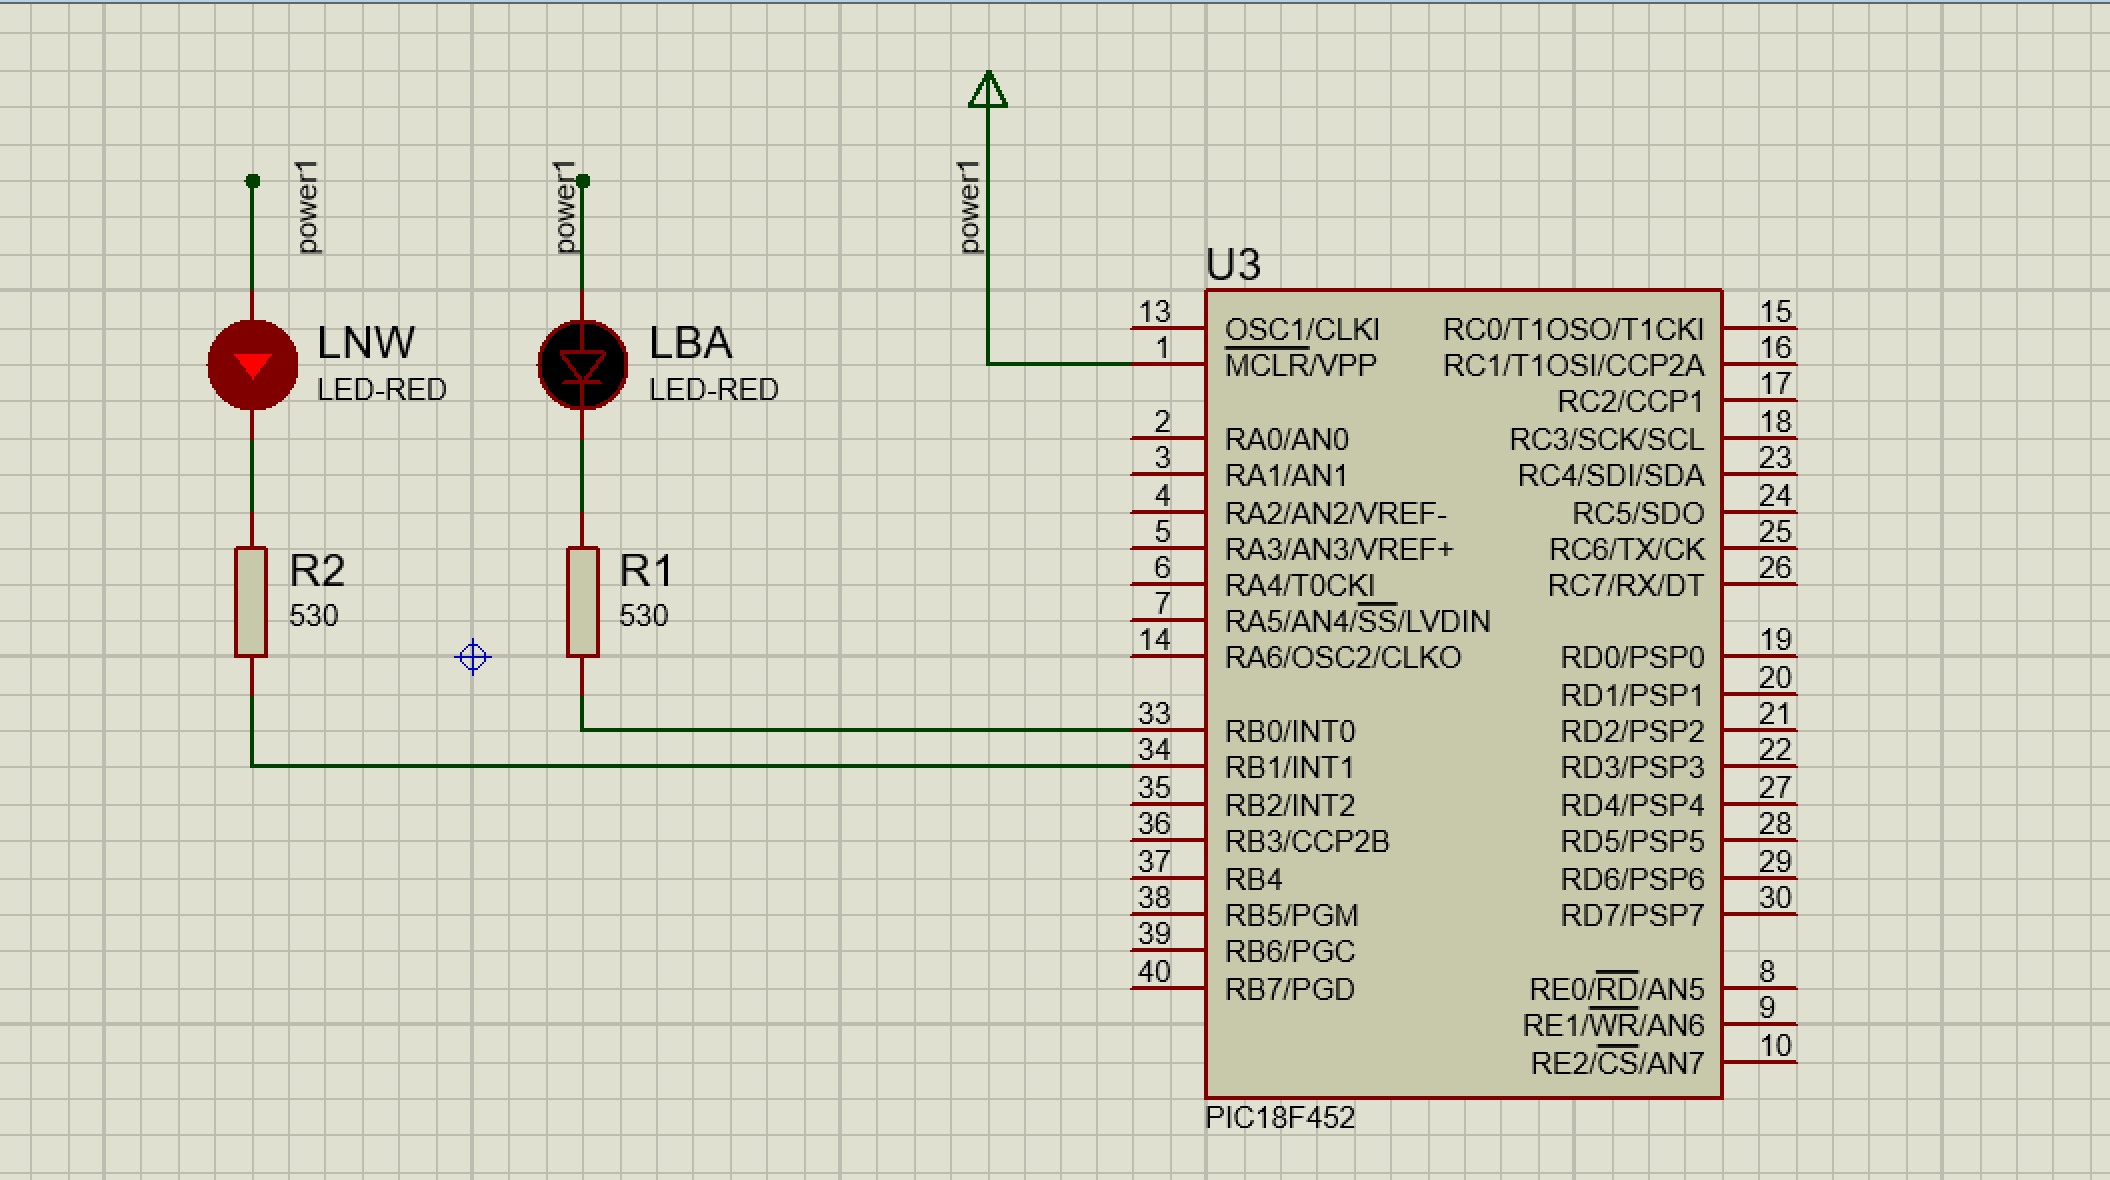 power1
power1
power1
LNW
LED-RED
LBA
LED-RED
R2
530
R1
530
U3
13
OSC1/CLKI
1
MCLR/VPP
2
RA0/AN0
3
RA1/AN1
4
RA2/AN2/VREF-
5
RA3/AN3/VREF+
6
RA4/T0CKI
7
RA5/AN4/SS/LVDIN
14
RA6/OSC2/CLKO
33
RB0/INT0
34
RB1/INT1
35
RB2/INT2
36
RB3/CCP2B
37
RB4
38
RB5/PGM
39
RB6/PGC
40
RB7/PGD
15
RC0/T1OSO/T1CKI
16
RC1/T1OSI/CCP2A
17
RC2/CCP1
18
RC3/SCK/SCL
23
RC4/SDI/SDA
24
RC5/SDO
25
RC6/TX/CK
26
RC7/RX/DT
19
RD0/PSP0
20
RD1/PSP1
21
RD2/PSP2
22
RD3/PSP3
27
RD4/PSP4
28
RD5/PSP5
29
RD6/PSP6
30
RD7/PSP7
8
RE0/RD/AN5
9
RE1/WR/AN6
10
RE2/CS/AN7
PIC18F452